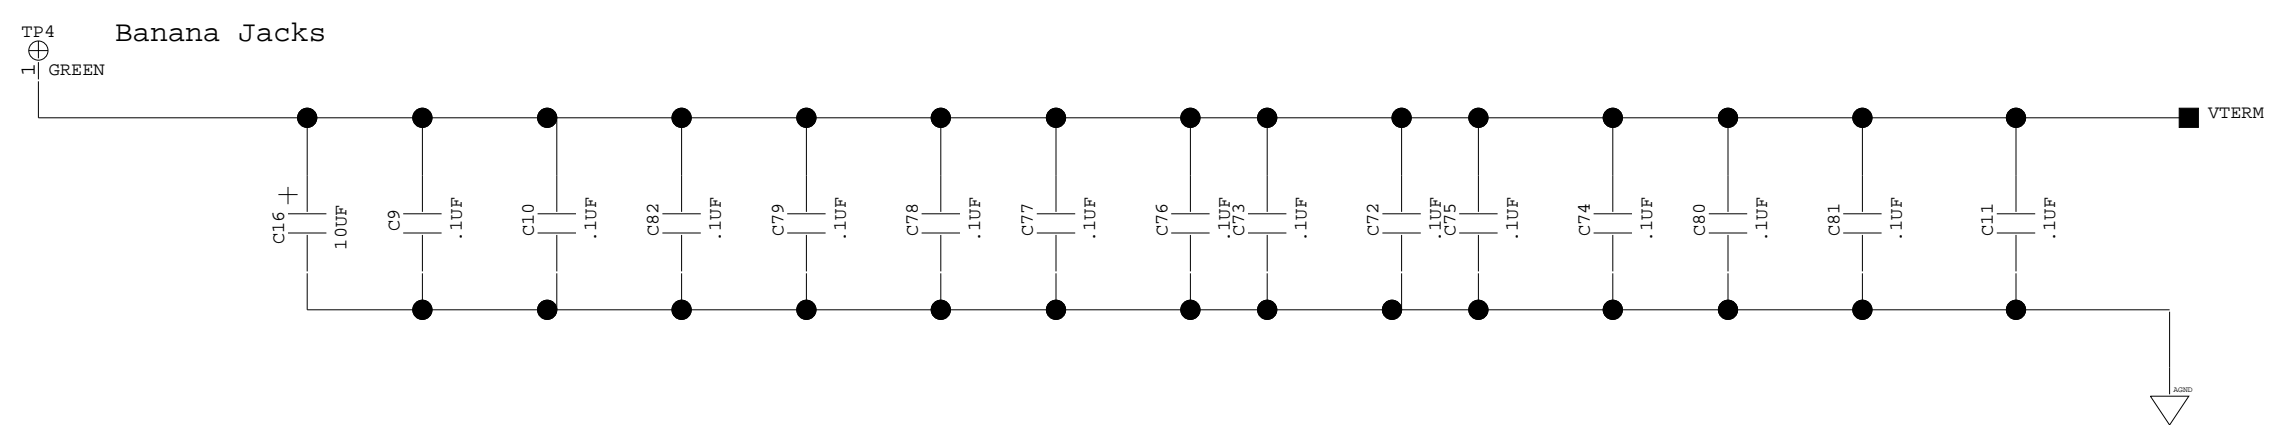 TP4
Banana Jacks
1
GREEN
VTERM
C16
10UF
C9
.1UF
C10
.1UF
C82
.1UF
C79
.1UF
C78
.1UF
C77
.1UF
C76
.1UF
C73
.1UF
C72
.1UF
C75
.1UF
C74
.1UF
C80
.1UF
C81
.1UF
C11
.1UF
AGND